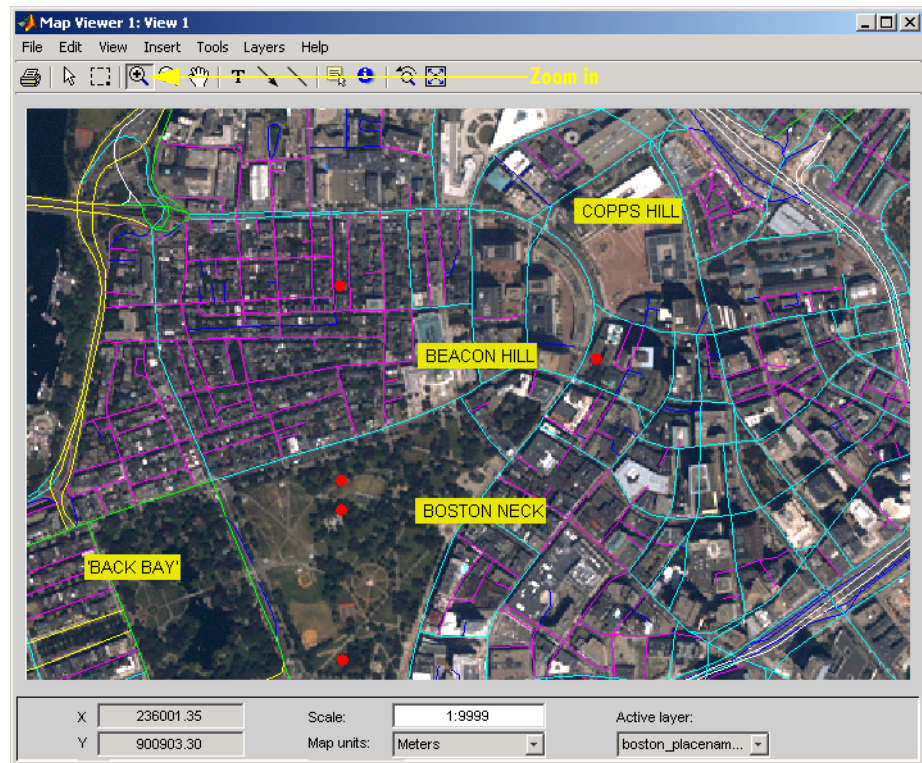 Map Viewer 1: View 1
File Edit View Insert Tools Layers Help
T Zoom in
COPPS HILL
BEACON HILL
BOSTON NECK
'BACK BAY'
X 236001.35 Scale: 1:9999 Active layer:
Y 900903.30 Map units: Meters boston_placenam...